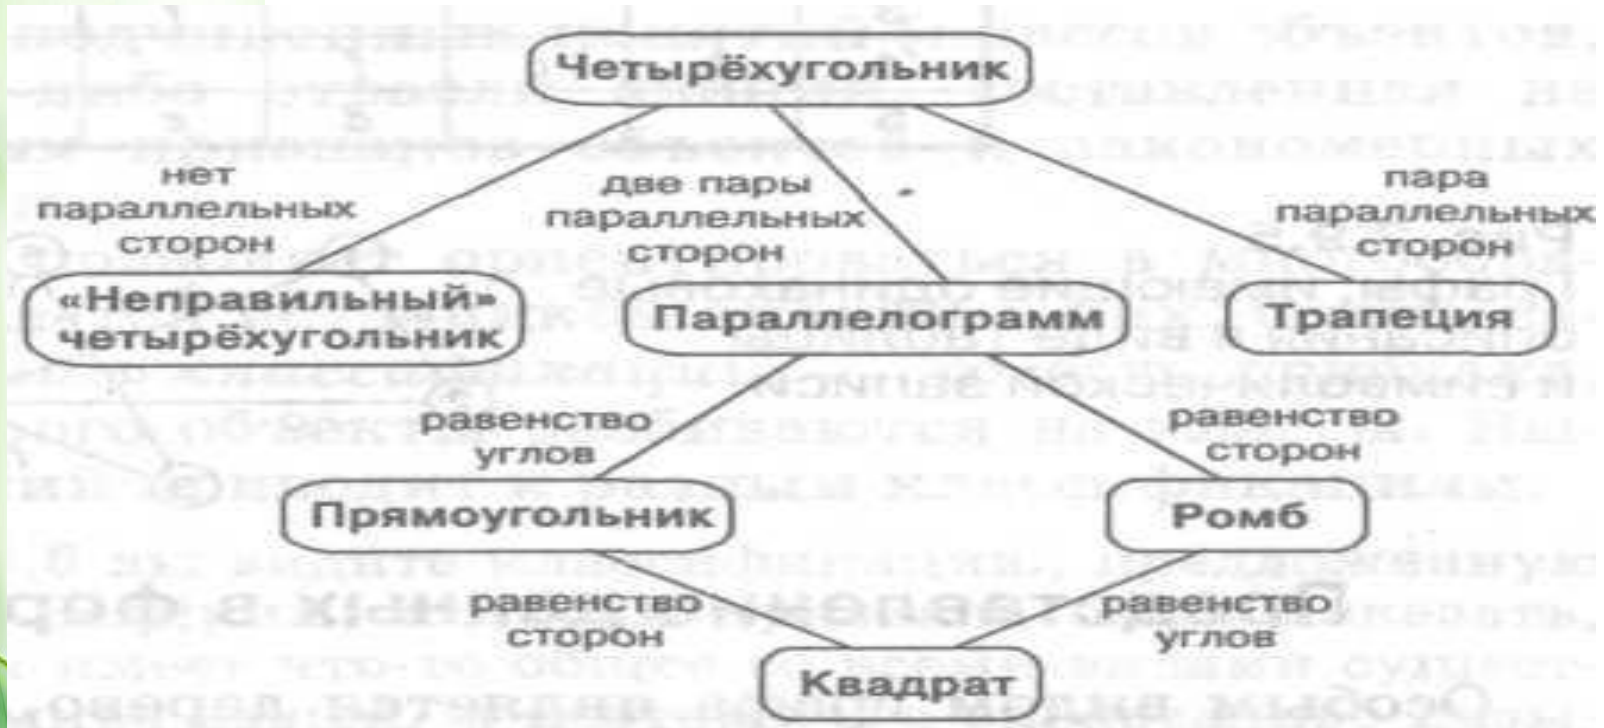 Четырёхугольник
нет
параллельных
сторон
две пары
параллельных
сторон
пара
параллельных
сторон
«Неправильный»
четырёхугольник
Параллелограмм
Трапеция
равенство
углов
равенство
сторон
Прямоугольник
Ромб
равенство
сторон
равенство
углов
Квадрат